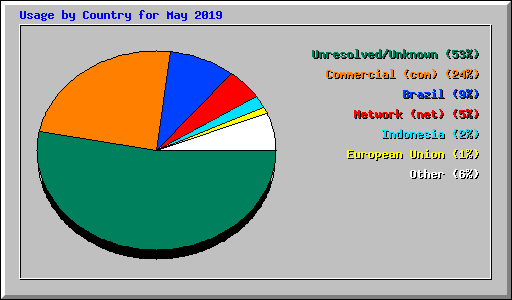 Usage by Country for May 2019
Unresolved/Unknown (53%)
Commercial (com) (24%)
Brazil (9%)
Network (net) (5%)
Indonesia (2%)
European Union (1%)
Other (6%)